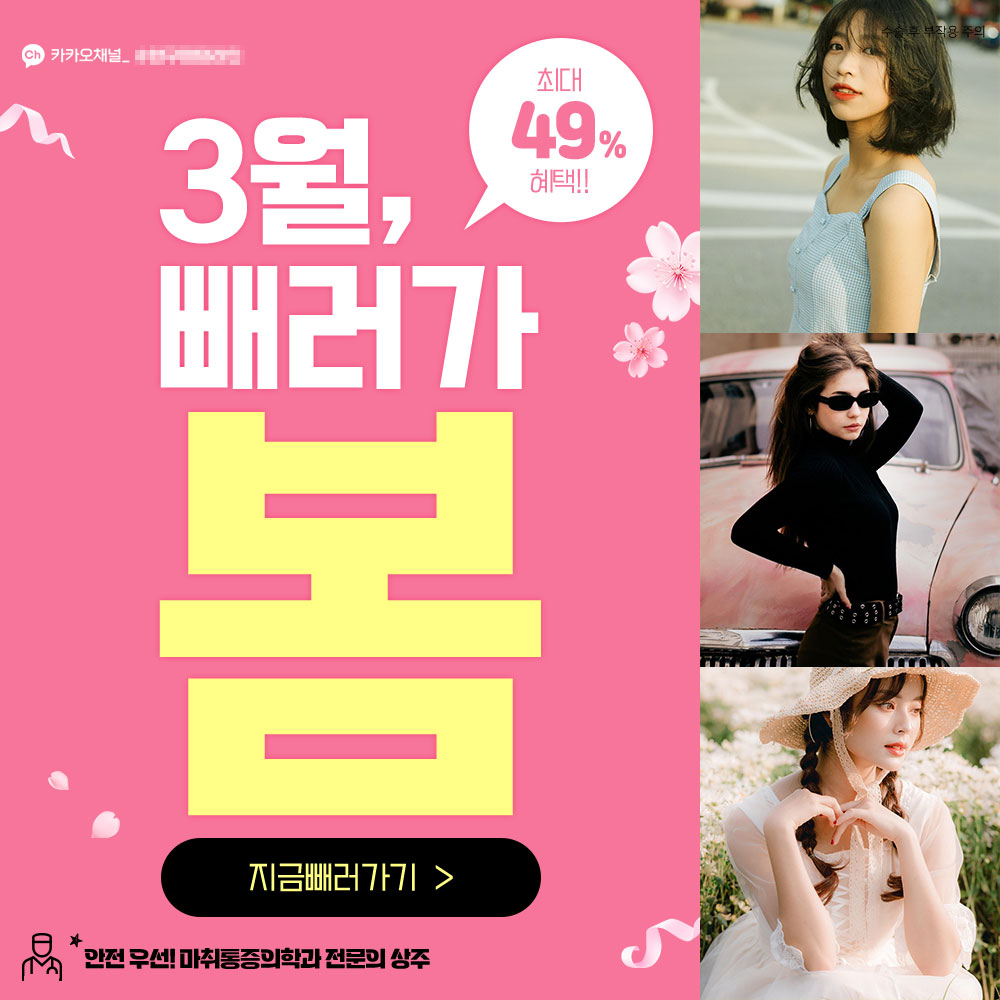 Ch 카카오채널_
수술 후 부작용 주의
최대
49%
혜택!!
3월,
빼러가
봄
지금빼러가기 >
안전 우선! 마취통증의학과 전문의 상주